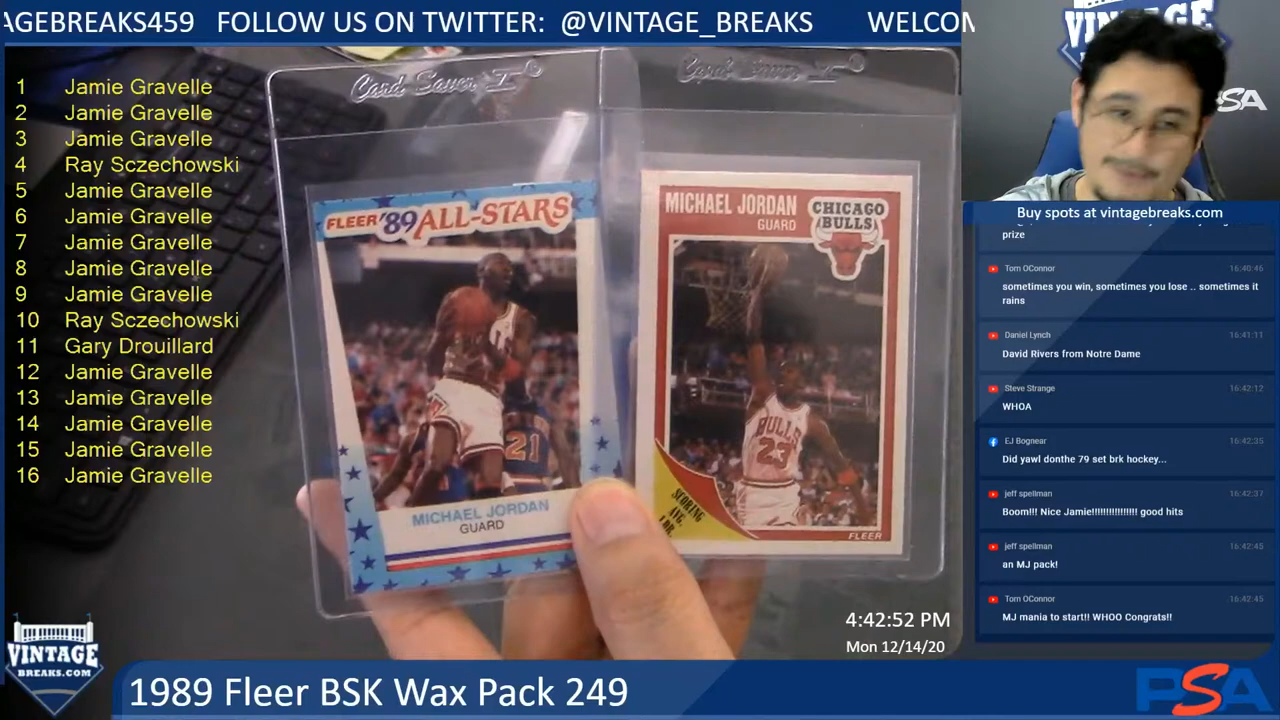 AGEBREAKS459 FOLLOW US ON TWITTER: @VINTAGE_BREAKS WELCOM
1 Jamie Gravelle
2 Jamie Gravelle
3 Jamie Gravelle
4 Ray Sczechowski
5 Jamie Gravelle
6 Jamie Gravelle
7 Jamie Gravelle
8 Jamie Gravelle
9 Jamie Gravelle
10 Ray Sczechowski
11 Gary Drouillard
12 Jamie Gravelle
13 Jamie Gravelle
14 Jamie Gravelle
15 Jamie Gravelle
16 Jamie Gravelle
Card Saver I
FLEER '89 ALL-STARS
21
MICHAEL JORDAN
GUARD
Card Saver I
MICHAEL JORDAN
GUARD
CHICAGO
BULLS
BULLS
23
SCORING
AVG.
FLEER
4:42:52 PM
Mon 12/14/20
VINTAGE
PSA
Buy spots at vintagebreaks.com
prize
Tom OConnor 16:40:46
sometimes you win, sometimes you lose .. sometimes it
rains
Daniel Lynch 16:41:11
David Rivers from Notre Dame
Steve Strange 16:42:12
WHOA
EJ Bognear 16:42:35
Did yawl donthe 79 set brk hockey...
jeff spellman 16:42:37
Boom!!! Nice Jamie!!!!!!!!!!!!!!!! good hits
jeff spellman 16:42:45
an MJ pack!
Tom OConnor 16:42:45
MJ mania to start!! WHOO Congrats!!
VINTAGE
BREAKS.COM
1989 Fleer BSK Wax Pack 249
PSA